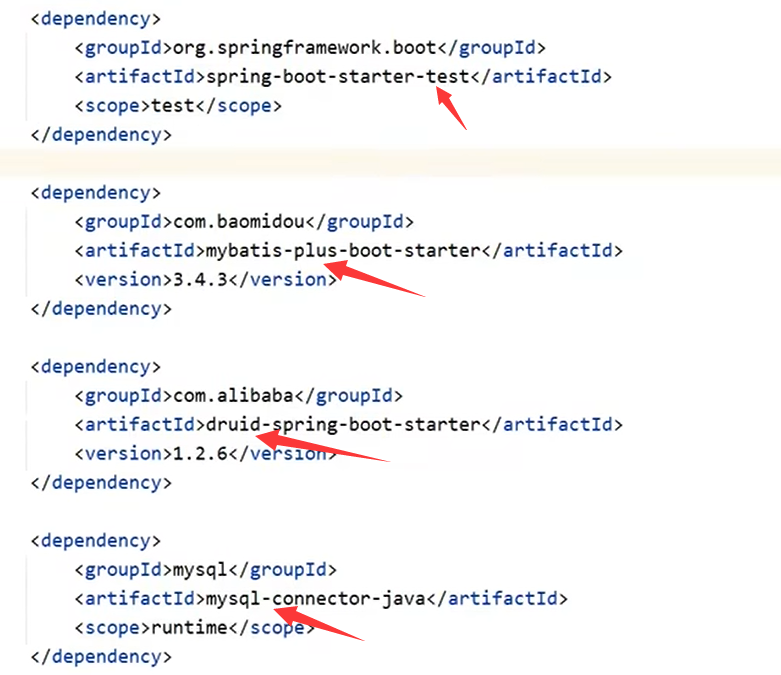 <dependency>
<groupId>org.springframework.boot</groupId>
<artifactId>spring-boot-starter-test</artifactId>
<scope>test</scope>
</dependency>
<dependency>
<groupId>com.baomidou</groupId>
<artifactId>mybatis-plus-boot-starter</artifactId>
<version>3.4.3</version>
</dependency>
<dependency>
<groupId>com.alibaba</groupId>
<artifactId>druid-spring-boot-starter</artifactId>
<version>1.2.6</version>
</dependency>
<dependency>
<groupId>mysql</groupId>
<artifactId>mysql-connector-java</artifactId>
<scope>runtime</scope>
</dependency>